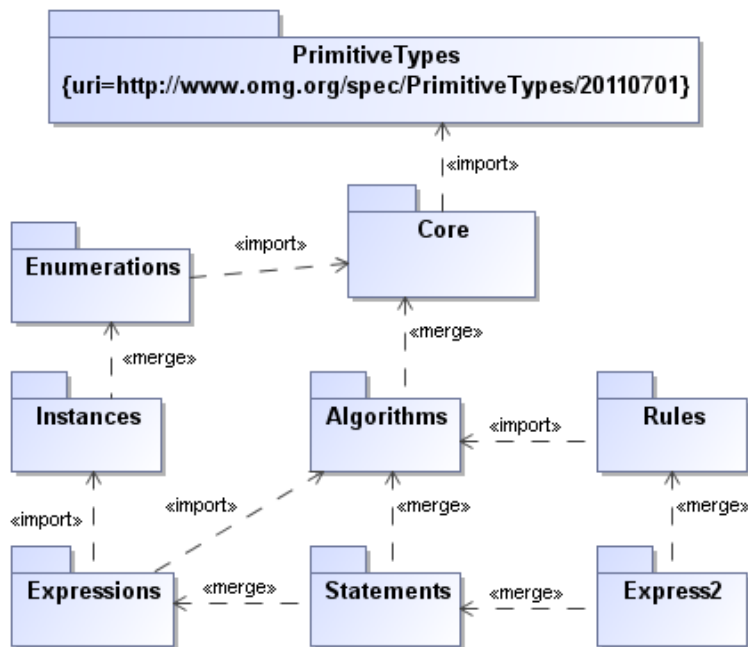 PrimitiveTypes
{uri=http://www.omg.org/spec/PrimitiveTypes/20110701}
«import»
Core
«import»
Enumerations
«merge»
«merge»
Instances
Algorithms
«import»
Rules
«import»
«import»
«merge»
«merge»
Expressions
«merge»
Statements
«merge»
Express2